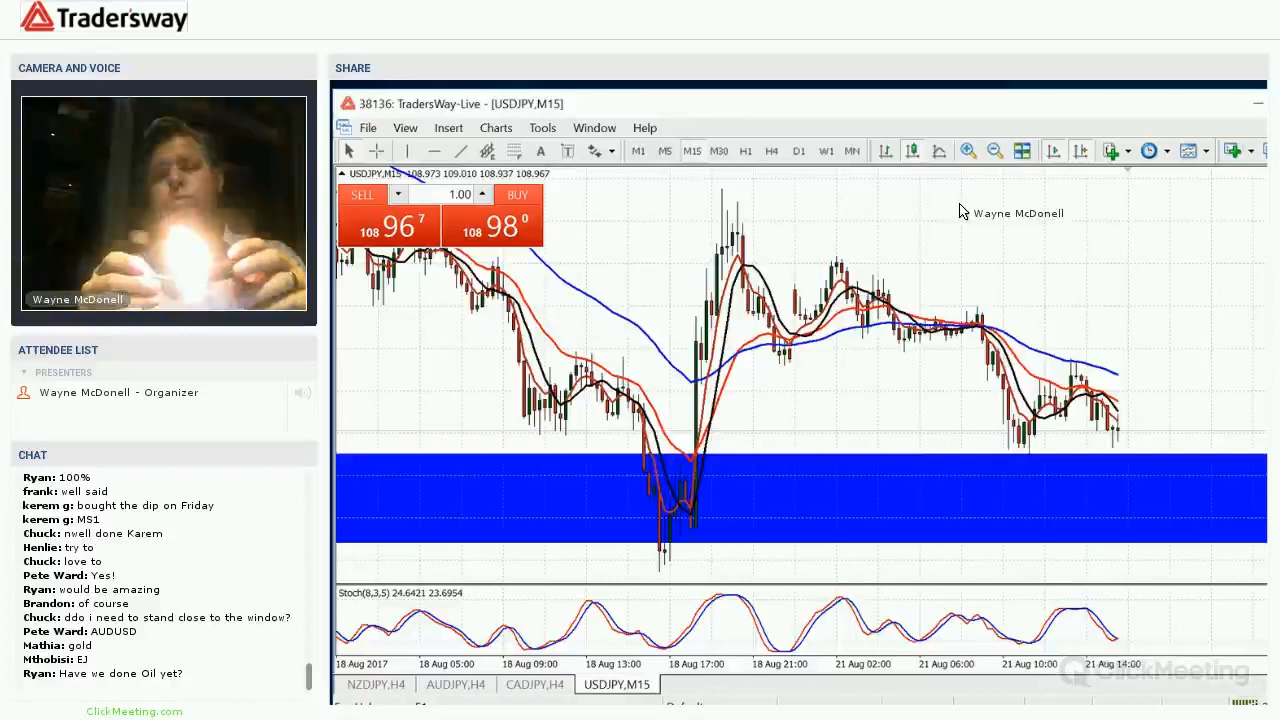 Tradersway
CAMERA AND VOICE
Wayne McDonell
ATTENDEE LIST
PRESENTERS
Wayne McDonell - Organizer
CHAT
Ryan: 100%
frank: well said
kerem g: bought the dip on Friday
kerem g: MS1
Chuck: nwell done Karem
Henlie: try to
Chuck: love to
Pete Ward: Yes!
Ryan: would be amazing
Brandon: of course
Chuck: ddo i need to stand close to the window?
Pete Ward: AUDUSD
Mathia: gold
Mthobisi: EJ
Ryan: Have we done Oil yet?
ClickMeeting.com
SHARE
38136: TradersWay-Live - [USDJPY,M15]
File View Insert Charts Tools Window Help
A T M1 M5 M15 M30 H1 H4 D1 W1 MN
USDJPY,M15 108.973 109.010 108.937 108.967
SELL 1.00 BUY
108 96 7 108 98 0
Wayne McDonell
Stoch(8,3,5) 24.6421 23.6954
18 Aug 2017 18 Aug 05:00 18 Aug 09:00 18 Aug 13:00 18 Aug 17:00 18 Aug 21:00 21 Aug 02:00 21 Aug 06:00 21 Aug 10:00 21 Aug 14:00
ClickMeeting
NZDJPY,H4 AUDJPY,H4 CADJPY,H4 USDJPY,M15